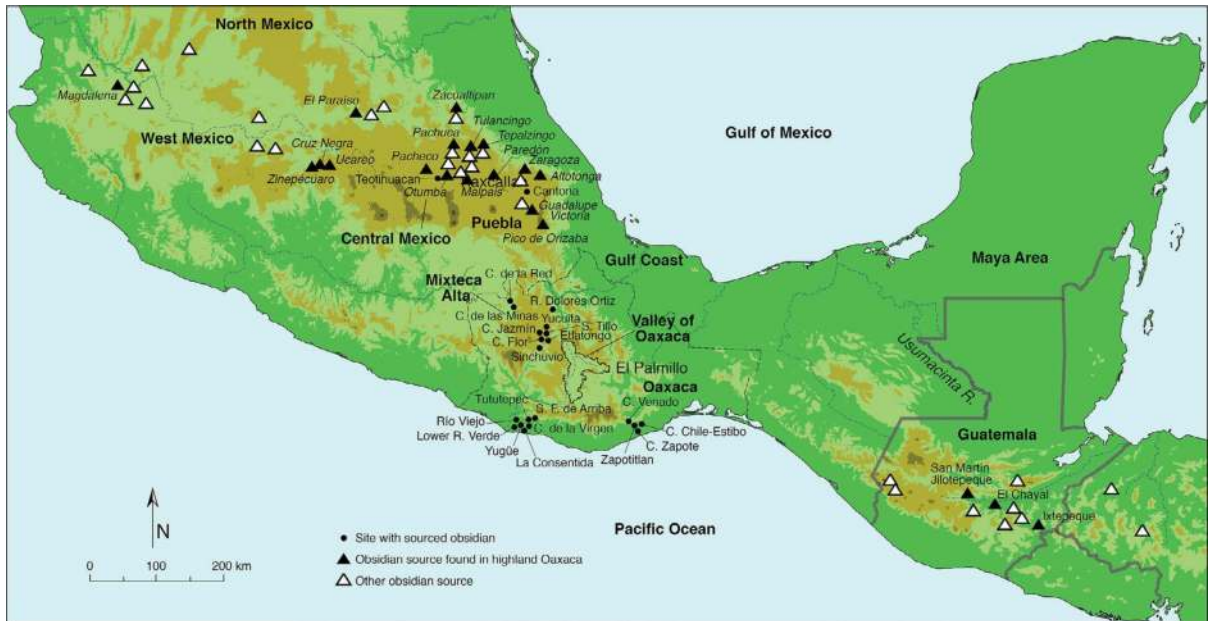 North Mexico
Magdalena
El Paraíso
Zacualtipan
Tulancingo
West Mexico
Cruz Negra
Ucareo
Zinepécuaro
Pachuca
Tepalzingo
Pacheco
Paredón
Zaragoza
Teotihuacan
Tlaxcalla
Altotonga
Otumba
Malpais
Cantona
Guadalupe
Victoria
Puebla
Central Mexico
Pico de Orizaba
Gulf of Mexico
Maya Area
Gulf Coast
C. de la Red
Mixteca
Alta
R. Dolores Ortiz
C. de las Minas
Yucuita
S. Tillo
C. Jazmín
Etlatongo
Valley of
Oaxaca
C. Flor
Sinchuvio
El Palmillo
Oaxaca
Usumacinta R.
Tututepec
S. F. de Arriba
C. Venado
Río Viejo
C. de la Virgen
C. Chile-Estibo
Lower R. Verde
C. Zapote
Yugüe
Zapotitlan
La Consentida
Guatemala
San Martin
Jilotepeque
El Chayal
Ixtepeque
Pacific Ocean
N
0 100 200 km
Site with sourced obsidian
Obsidian source found in highland Oaxaca
Other obsidian source